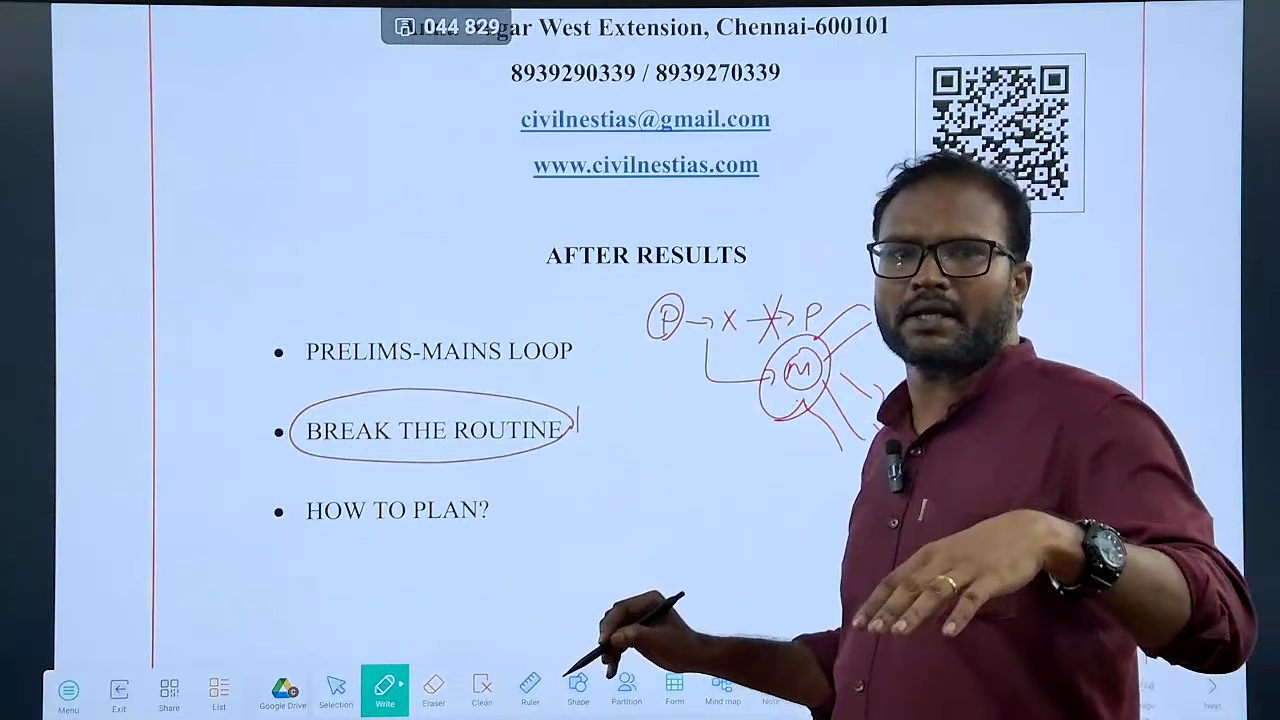 044 829
West Extension, Chennai-600101
8939290339 / 8939270339
civilnestias@gmail.com
www.civilnestias.com
AFTER RESULTS
P → X → P
M
• PRELIMS-MAINS LOOP
• BREAK THE ROUTINE
• HOW TO PLAN?
Menu Exit Share List Google Drive Selection Write Eraser Clean Ruler Shape Partition Form Mind map Note Next